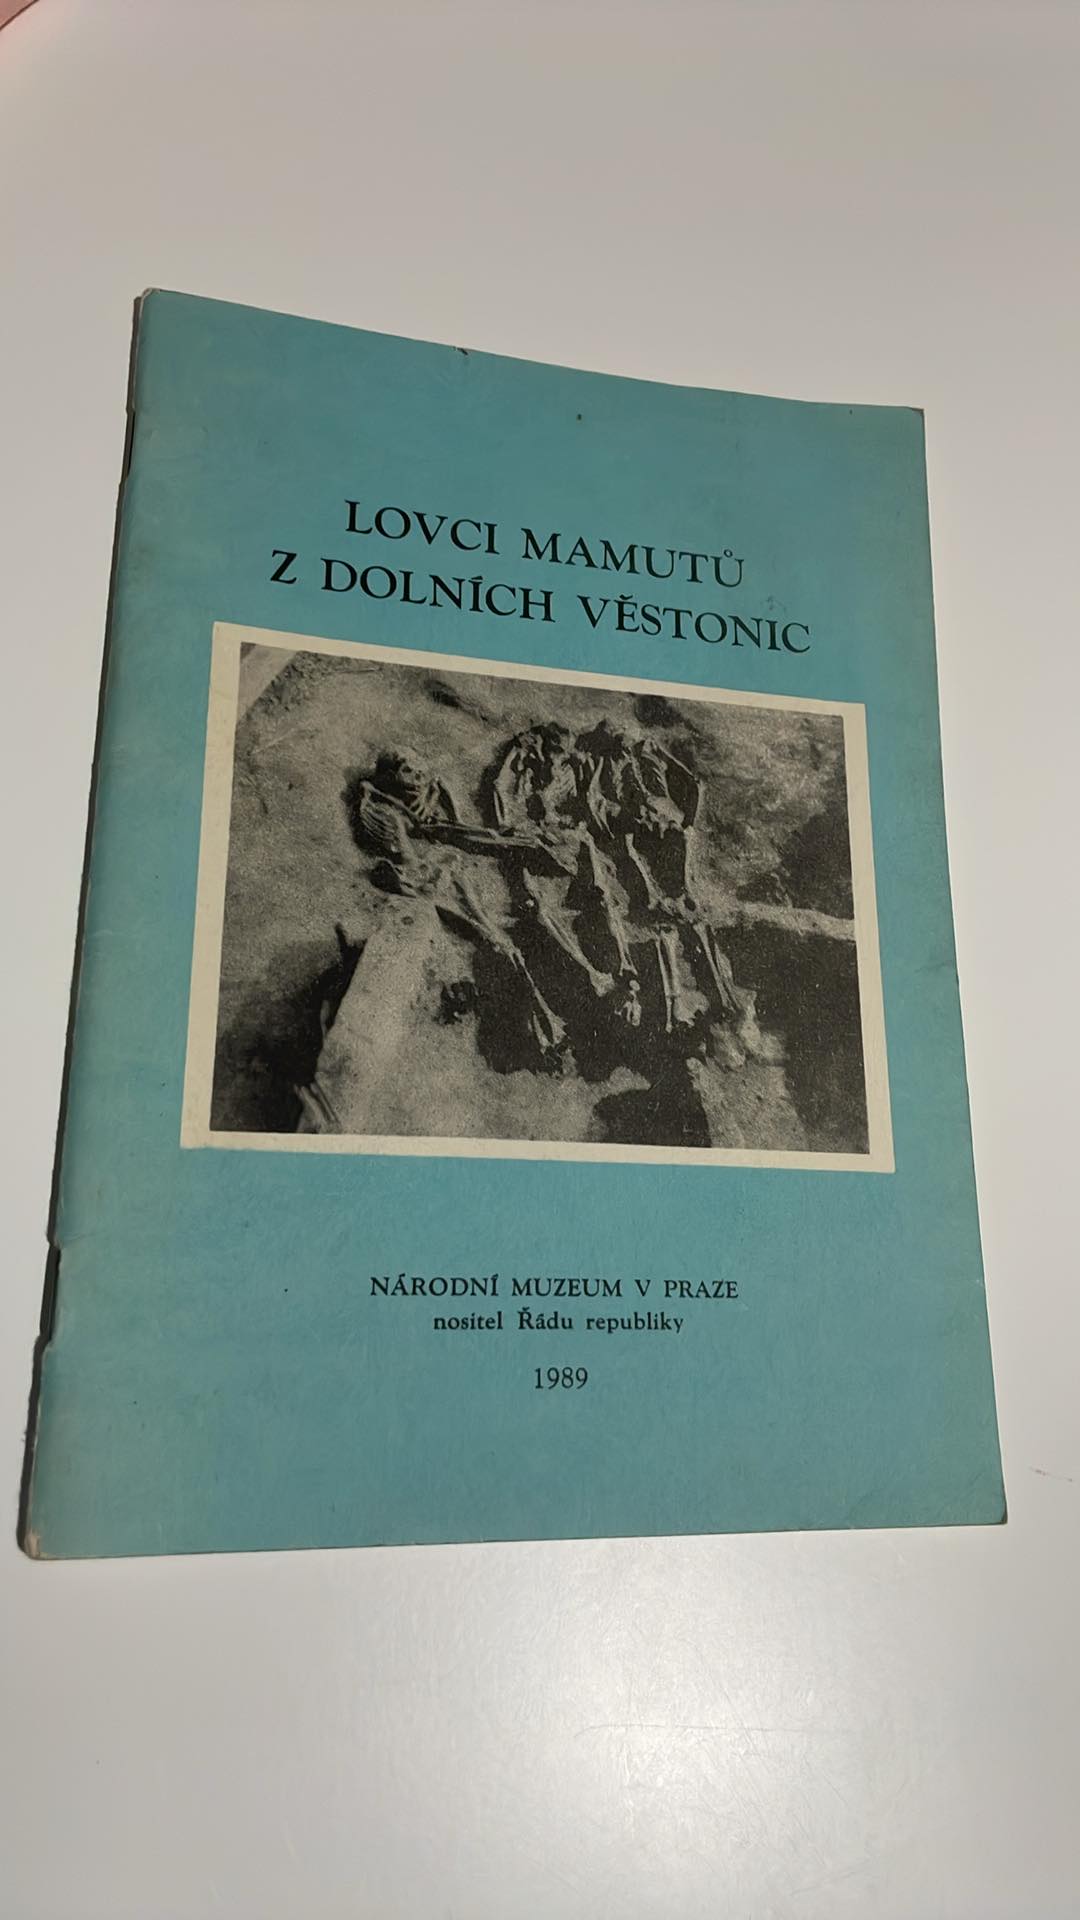 LOVCI MAMUTŮ
Z DOLNÍCH VĚSTONIC
NÁRODNÍ MUZEUM V PRAZE
nositel Řádu republiky
1989